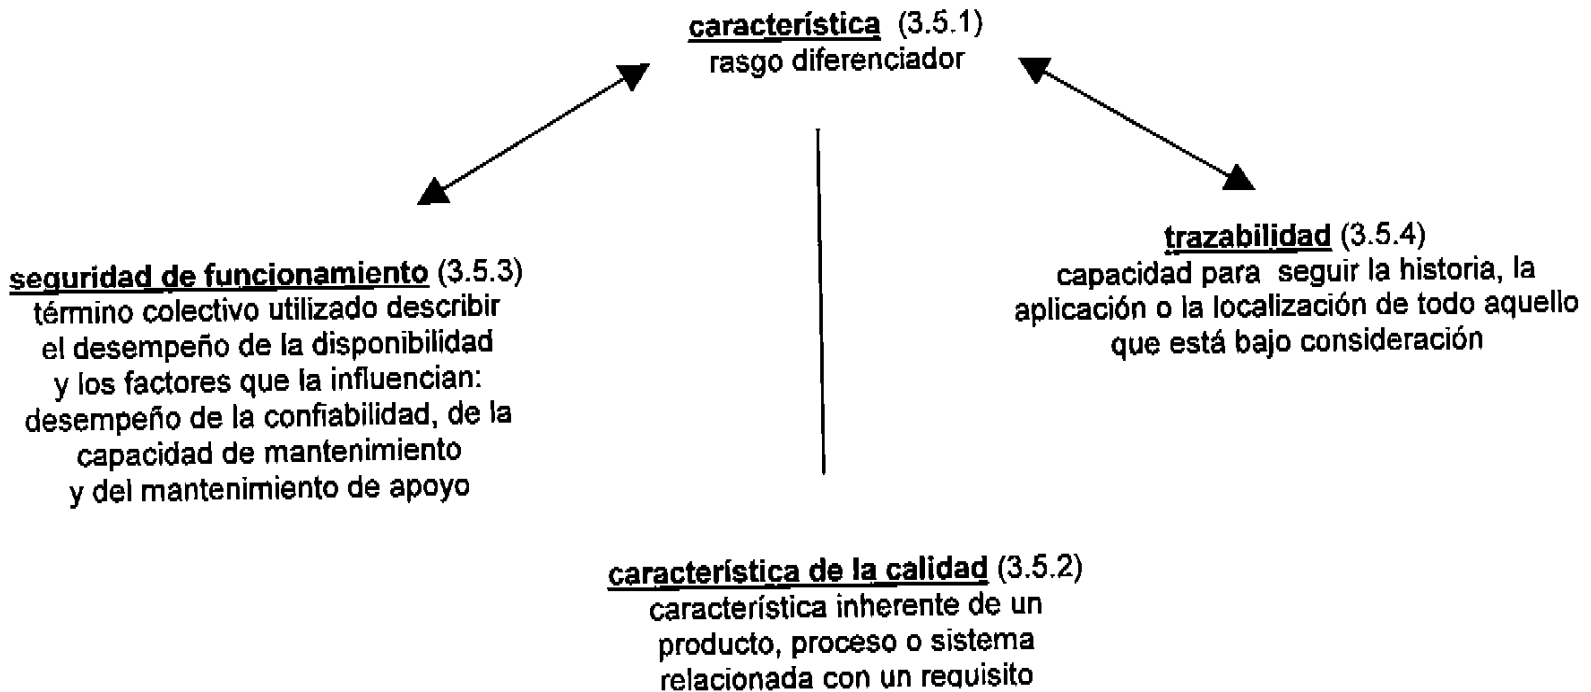 característica (3.5.1)
rasgo diferenciador
seguridad de funcionamiento (3.5.3)
término colectivo utilizado describir
el desempeño de la disponibilidad
y los factores que la influencian:
desempeño de la confiabilidad, de la
capacidad de mantenimiento
y del mantenimiento de apoyo
trazabilidad (3.5.4)
capacidad para seguir la historia, la
aplicación o la localización de todo aquello
que está bajo consideración
característica de la calidad (3.5.2)
característica inherente de un
producto, proceso o sistema
relacionada con un requisito